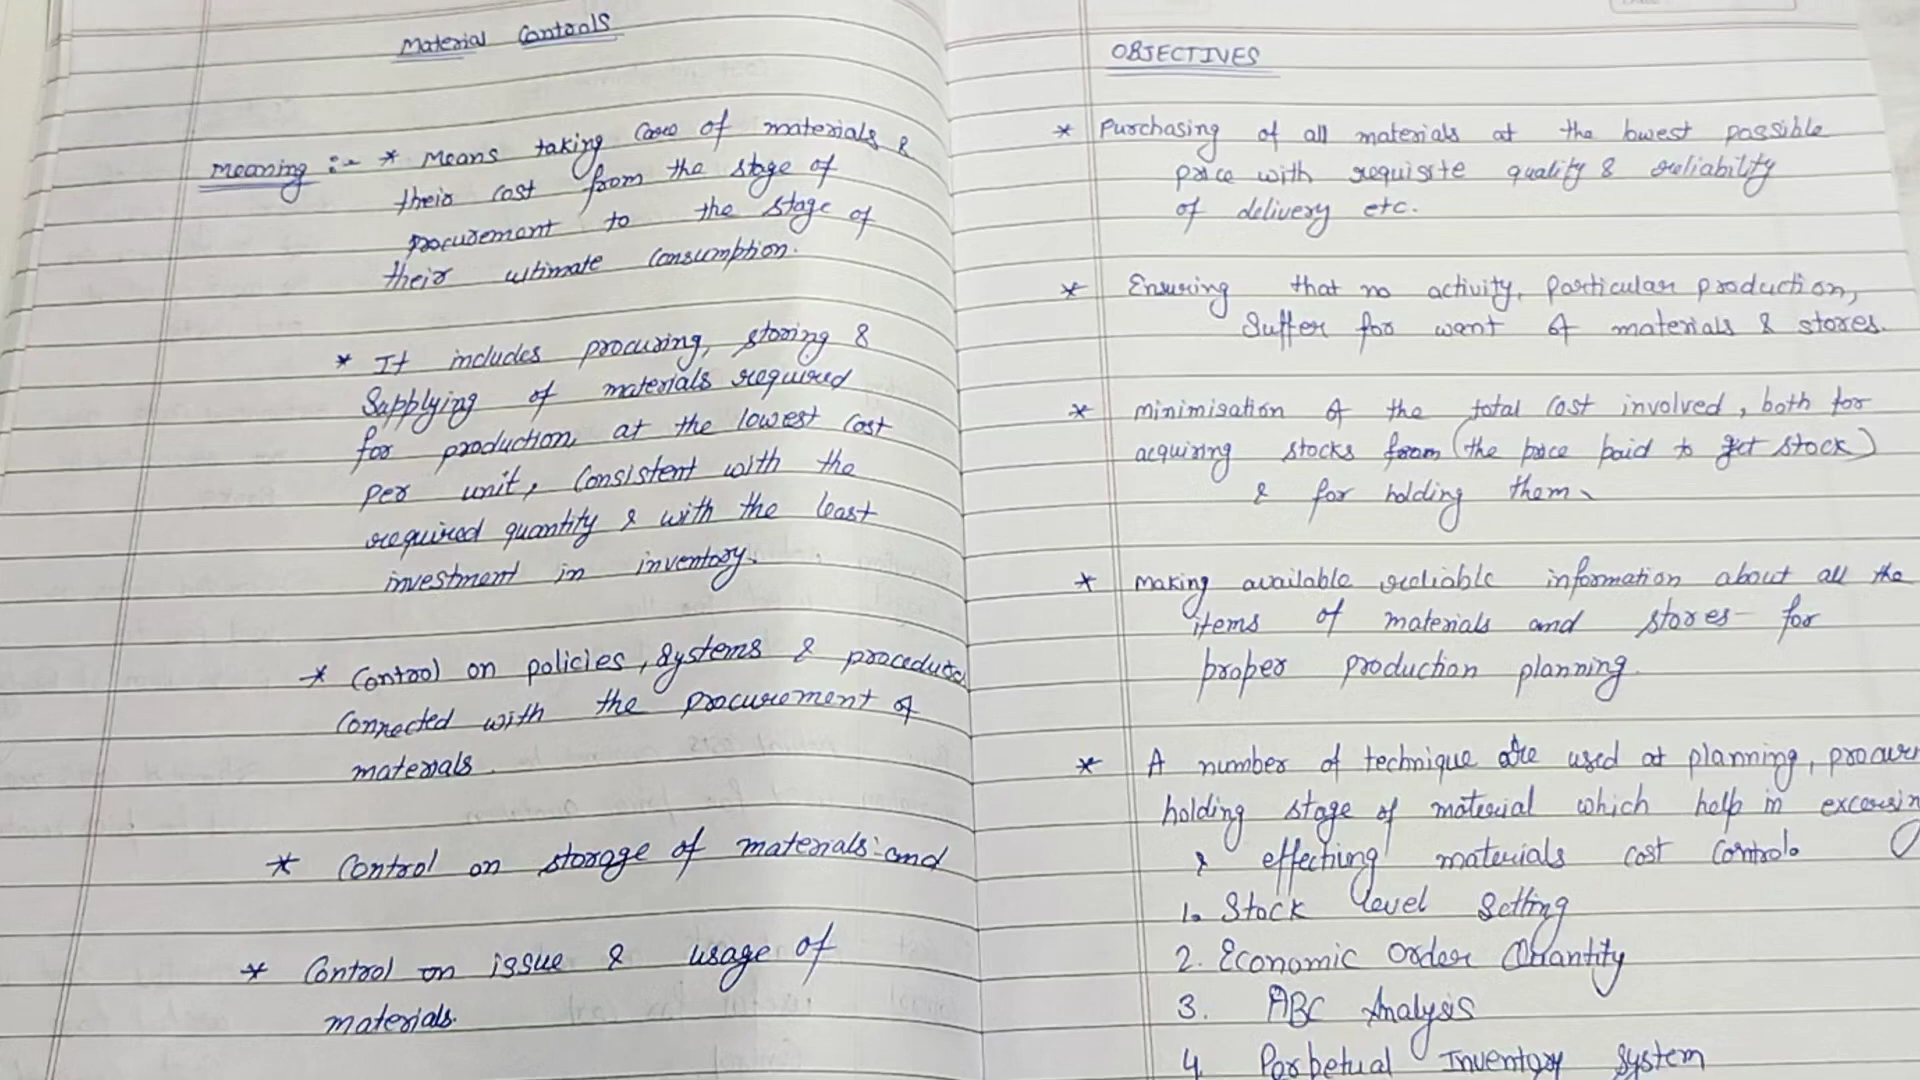 Material Controls
Meaning :- * Means taking care of materials &
their cost from the stage of
procurement to the stage of
their ultimate consumption.
* It includes procuring, storing &
Supplying of materials required
for production, at the lowest cost
per unit, consistent with the
required quantity & with the least
investment in inventory.
* Control on policies, systems & procedures
connected with the procurement of
materials.
* Control on storage of materials and
* Control on issue & usage of
materials.
OBJECTIVES
* Purchasing of all materials at the lowest possible
price with requisite quality & reliability
of delivery etc.
* Ensuring that no activity, particular production,
Suffer for want of materials & stores.
* minimisation of the total cost involved, both for
acquiring stocks from (the price paid to get stock)
& for holding them.
* Making available reliable information about all the
items of materials and stores for
proper production planning.
* A number of technique are used at planning, procur
holding stage of material which help in
& effecting materials cost control.
1. Stock level Setting
2. Economic Order Quantity
3. ABC Analysis
4. Perpetual Inventory System